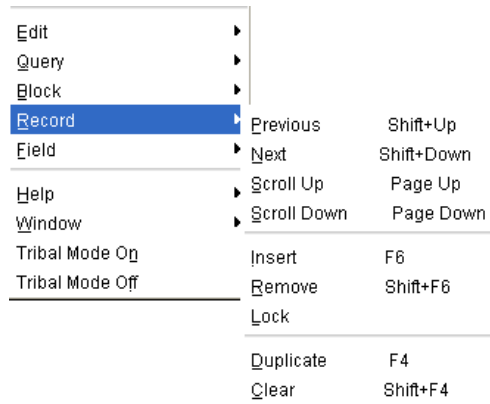 Edit
Query
Block
Record
Field
Help
Window
Tribal Mode On
Tribal Mode Off
Previous Shift+Up
Next Shift+Down
Scroll Up Page Up
Scroll Down Page Down
Insert F6
Remove Shift+F6
Lock
Duplicate F4
Clear Shift+F4